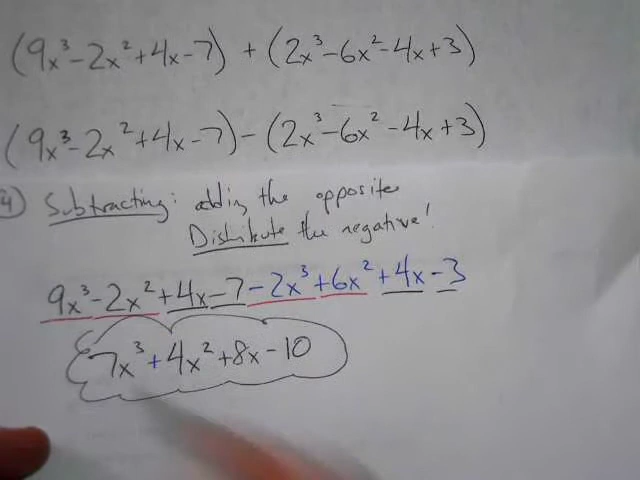 (9x³-2x²+4x-7) + (2x³-6x²-4x+3)
(9x³-2x²+4x-7) - (2x³-6x²-4x+3)
4) Subtracting: adding the opposite
Distribute the negative!
9x³-2x²+4x-7-2x³+6x²+4x-3
7x³+4x²+8x-10